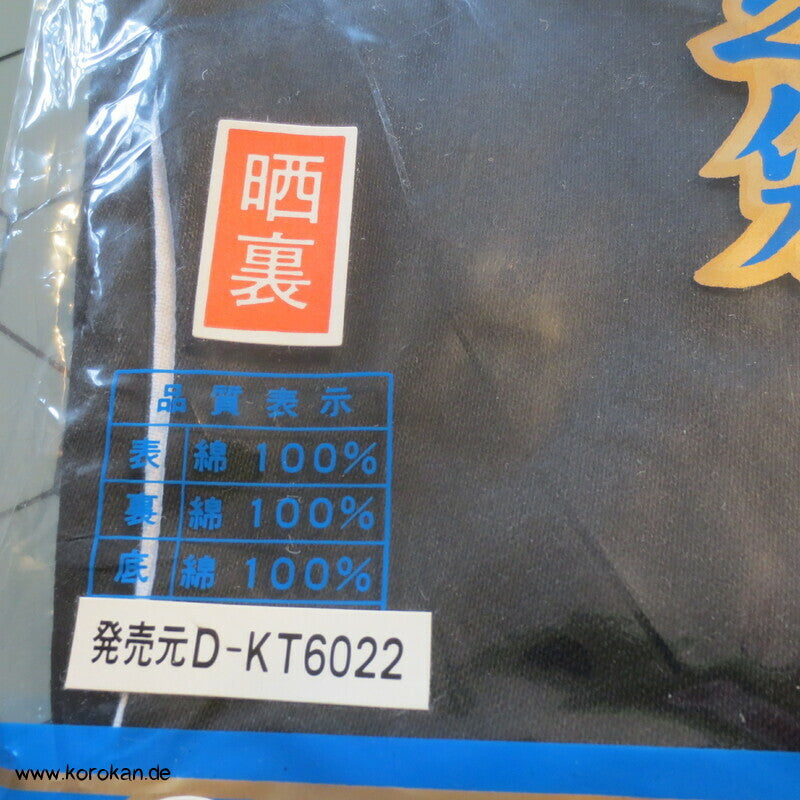 晒裏
品質表示
表 綿 100%
裏 綿 100%
底 綿 100%
発売元D-KT6022
www.korokan.de